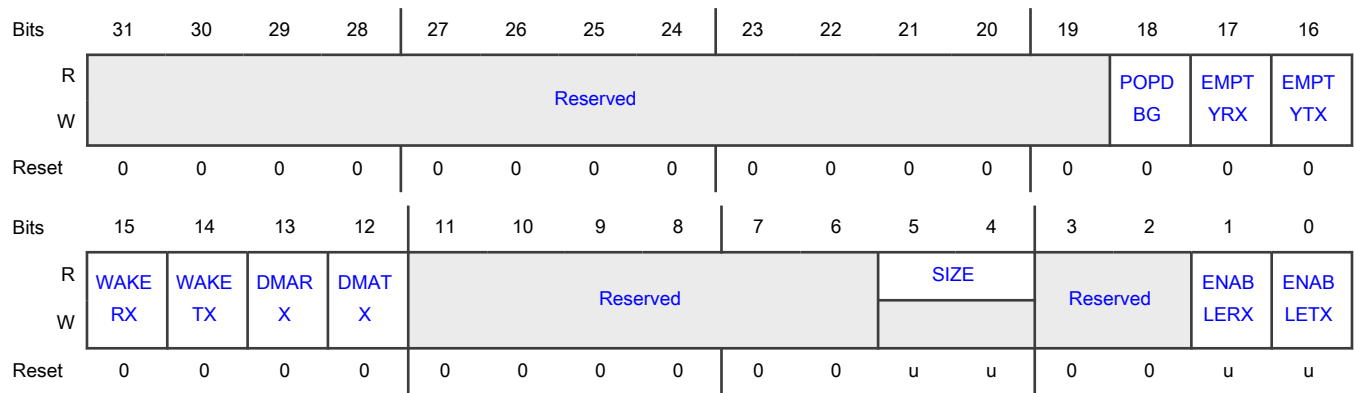 Bits 31 30 29 28 27 26 25 24 23 22 21 20 19 18 17 16
R Reserved POPD EMPT EMPT
W BG YRX YTX
Reset 0 0 0 0 0 0 0 0 0 0 0 0 0 0 0 0
Bits 15 14 13 12 11 10 9 8 7 6 5 4 3 2 1 0
R WAKE WAKE DMAR DMAT Reserved SIZE Reserved ENAB ENAB
W RX TX X X LERX LETX
Reset 0 0 0 0 0 0 0 0 0 0 u u 0 0 u u